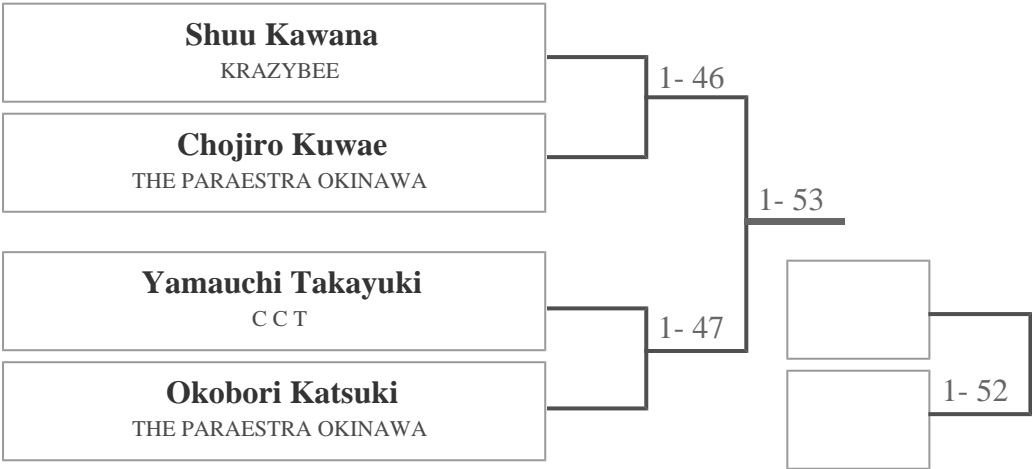 Shuu Kawana
KRAZYBEE
1- 46
Chojiro Kuwae
THE PARAESTRA OKINAWA
1- 53
Yamauchi Takayuki
C C T
1- 47
Okobori Katsuki
THE PARAESTRA OKINAWA
1- 52